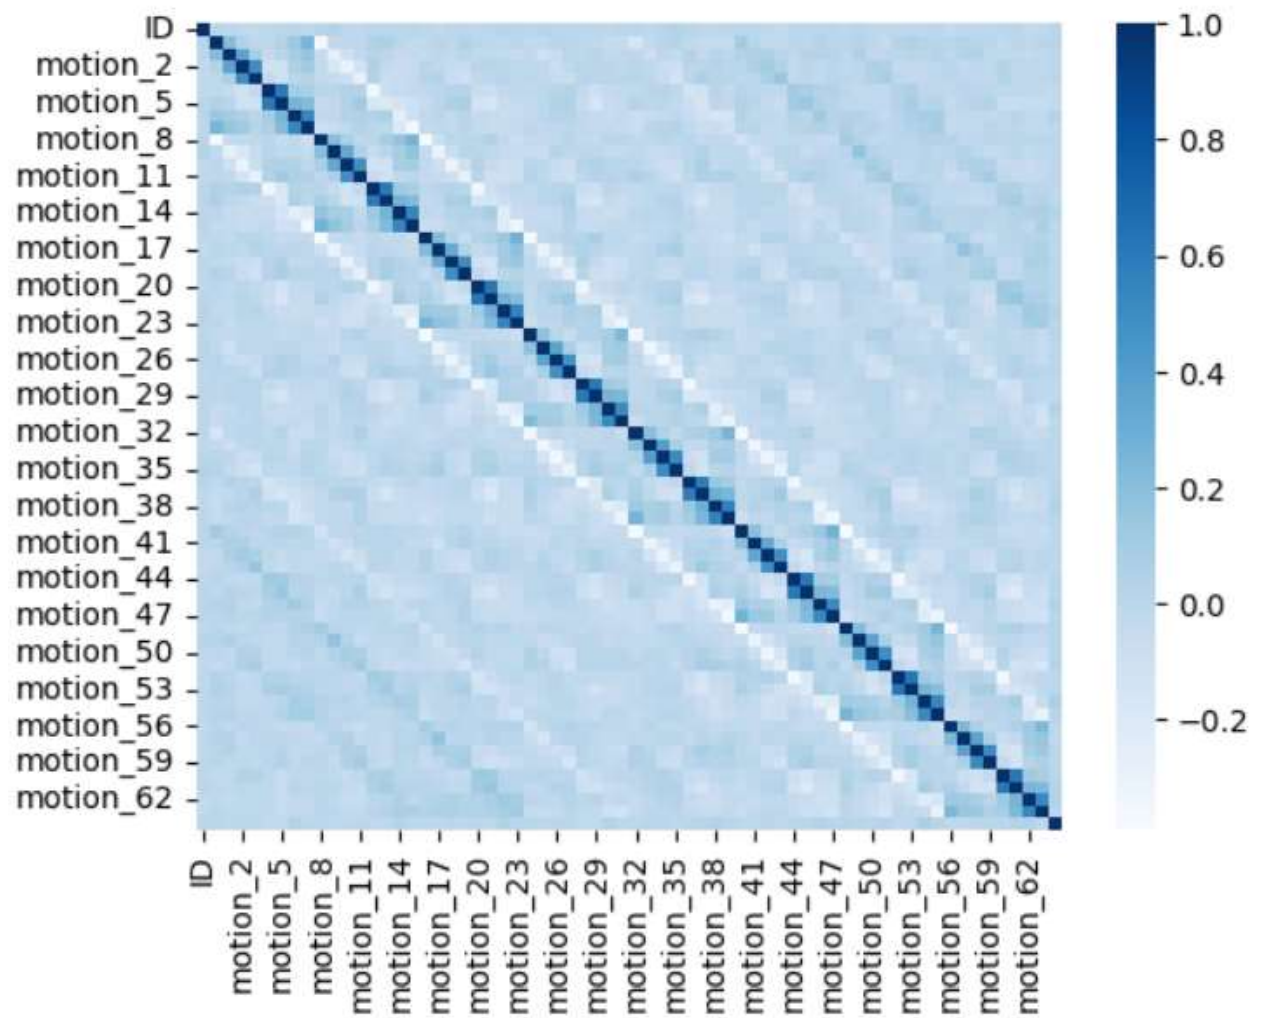 ID
motion_2
motion_5
motion_8
motion_11
motion_14
motion_17
motion_20
motion_23
motion_26
motion_29
motion_32
motion_35
motion_38
motion_41
motion_44
motion_47
motion_50
motion_53
motion_56
motion_59
motion_62
1.0
0.8
0.6
0.4
0.2
0.0
−0.2
ID
motion_2
motion_5
motion_8
motion_11
motion_14
motion_17
motion_20
motion_23
motion_26
motion_29
motion_32
motion_35
motion_38
motion_41
motion_44
motion_47
motion_50
motion_53
motion_56
motion_59
motion_62